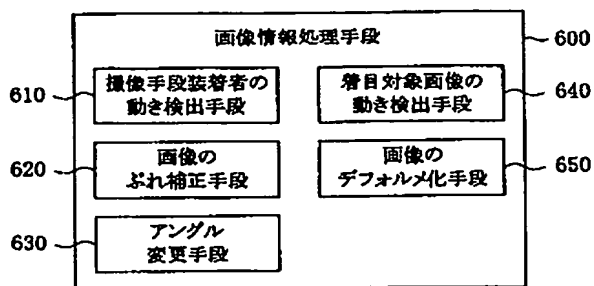 画像情報処理手段
600
610
撮像手段装着者の
動き検出手段
着目対象画像の
動き検出手段
640
620
画像の
ぶれ補正手段
画像の
デフォルメ化手段
650
630
アングル
変更手段